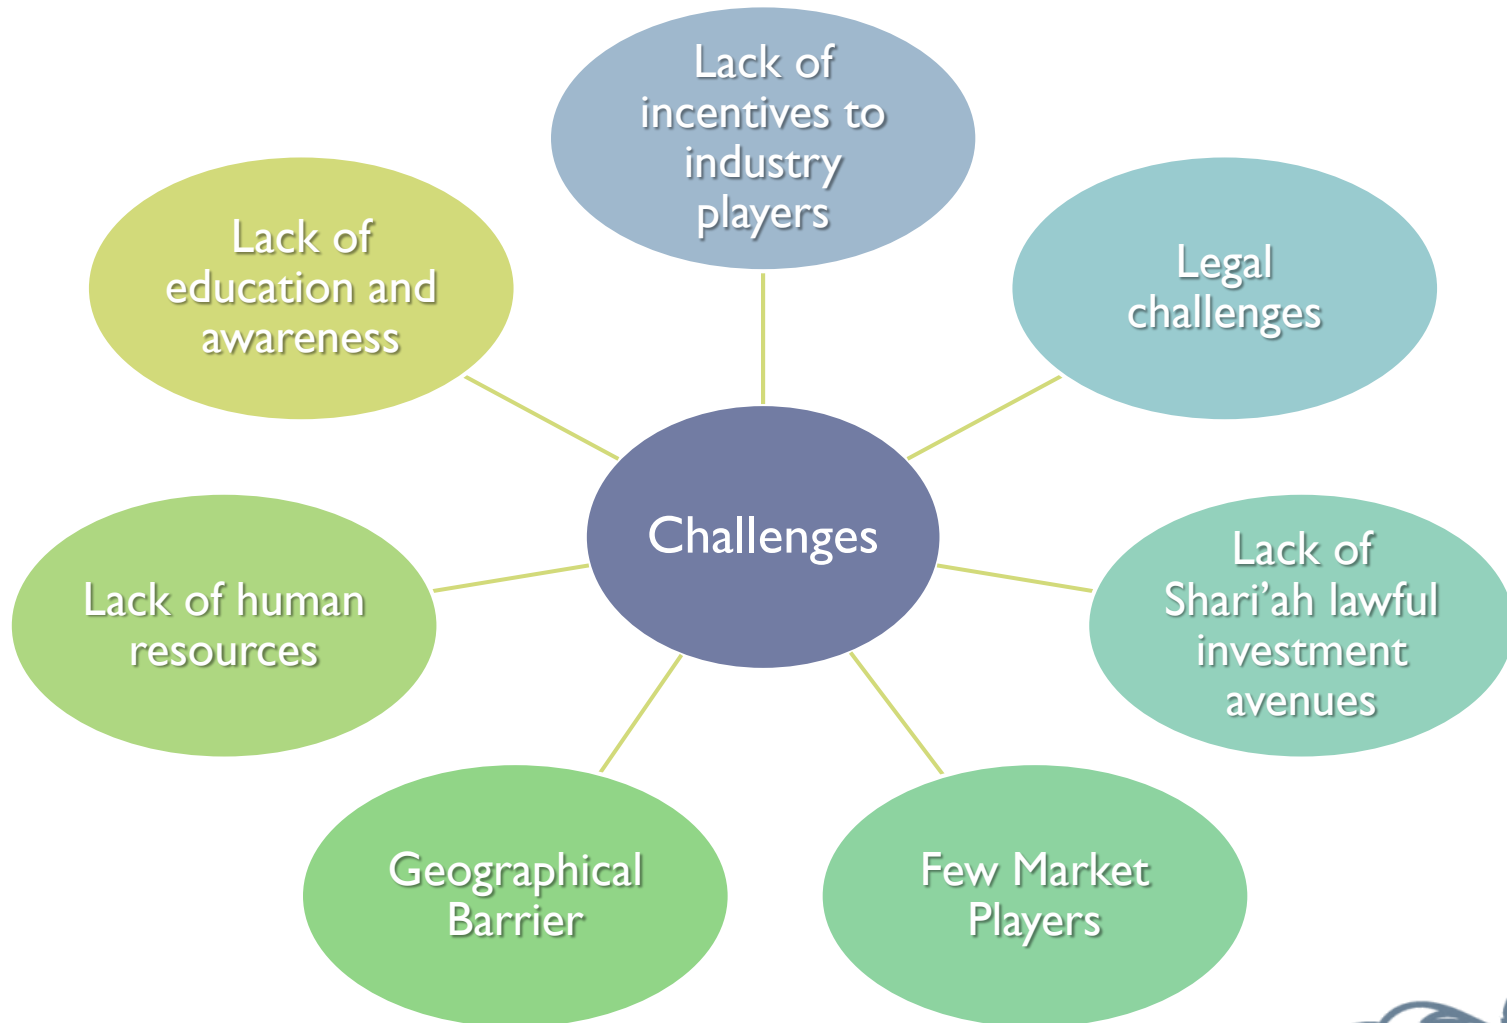 Lack of
incentives to
industry
players
Legal
challenges
Lack of
Shari’ah lawful
investment
avenues
Few Market
Players
Geographical
Barrier
Lack of human
resources
Lack of
education and
awareness
Challenges